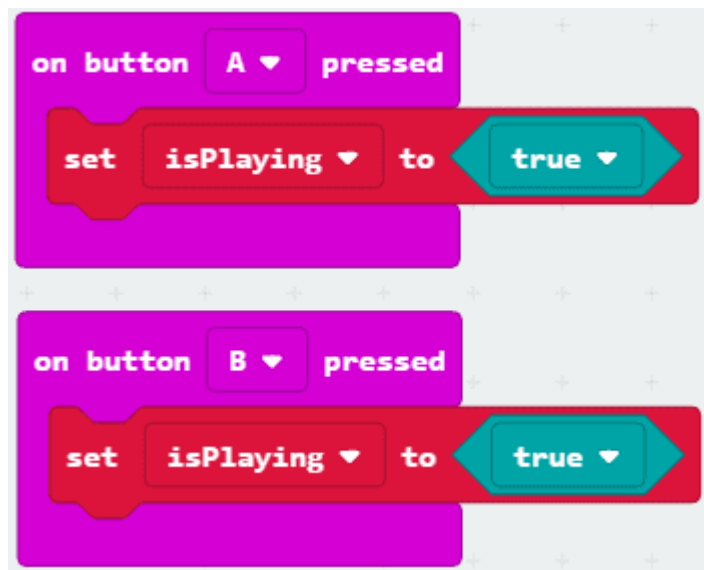 on button A pressed
set isPlaying to true
on button B pressed
set isPlaying to true